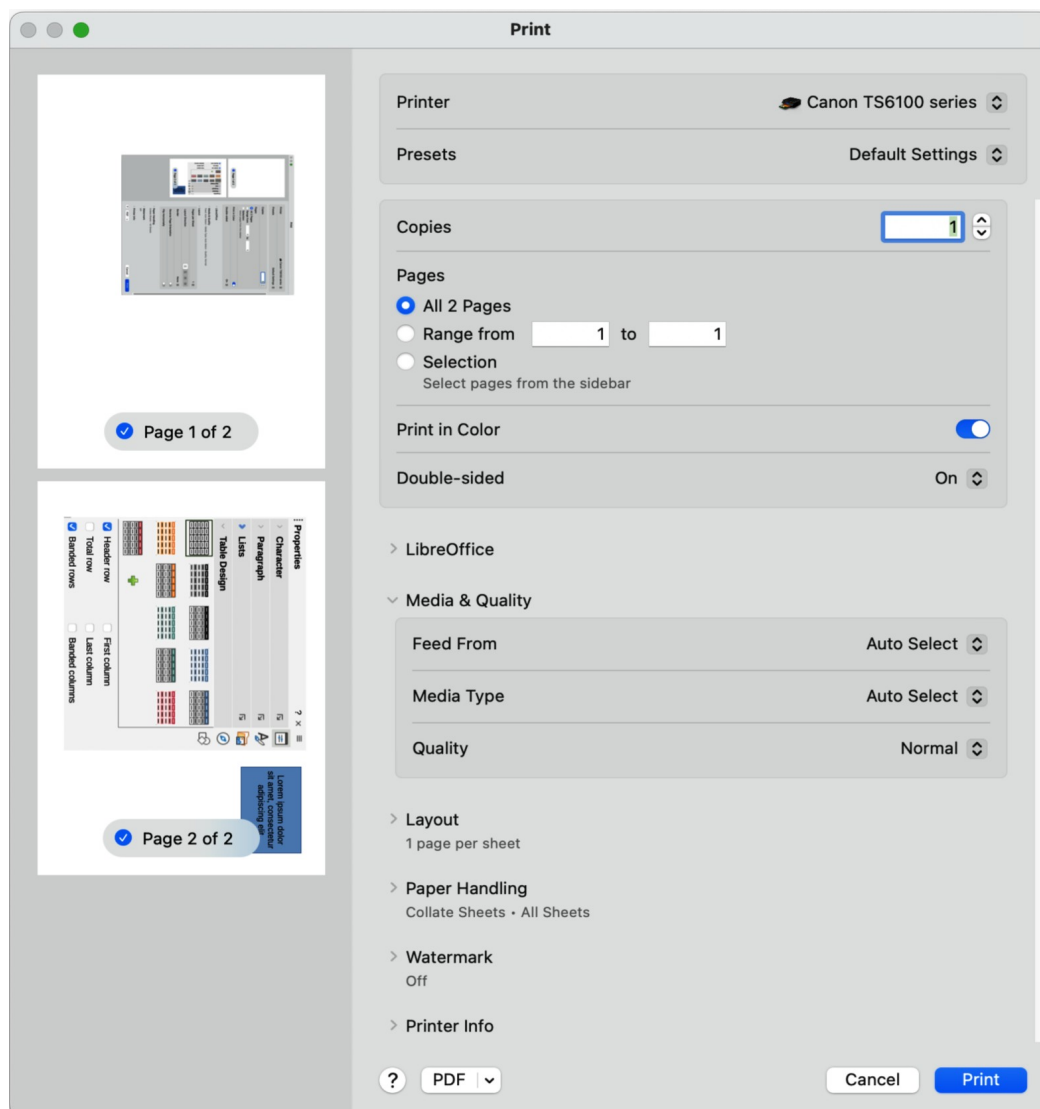 Print
Page 1 of 2
Properties
Character
Paragraph
Lists
Table Design
Header row
First column
Total row
Last column
Banded rows
Banded columns
Lorem ipsum dolor
sit amet, consectetur
adipiscing elit
Page 2 of 2
Printer Canon TS6100 series
Presets Default Settings
Copies 1
Pages
All 2 Pages
Range from 1 to 1
Selection
Select pages from the sidebar
Print in Color
Double-sided On
LibreOffice
Media & Quality
Feed From Auto Select
Media Type Auto Select
Quality Normal
Layout
1 page per sheet
Paper Handling
Collate Sheets • All Sheets
Watermark
Off
Printer Info
? PDF Cancel Print